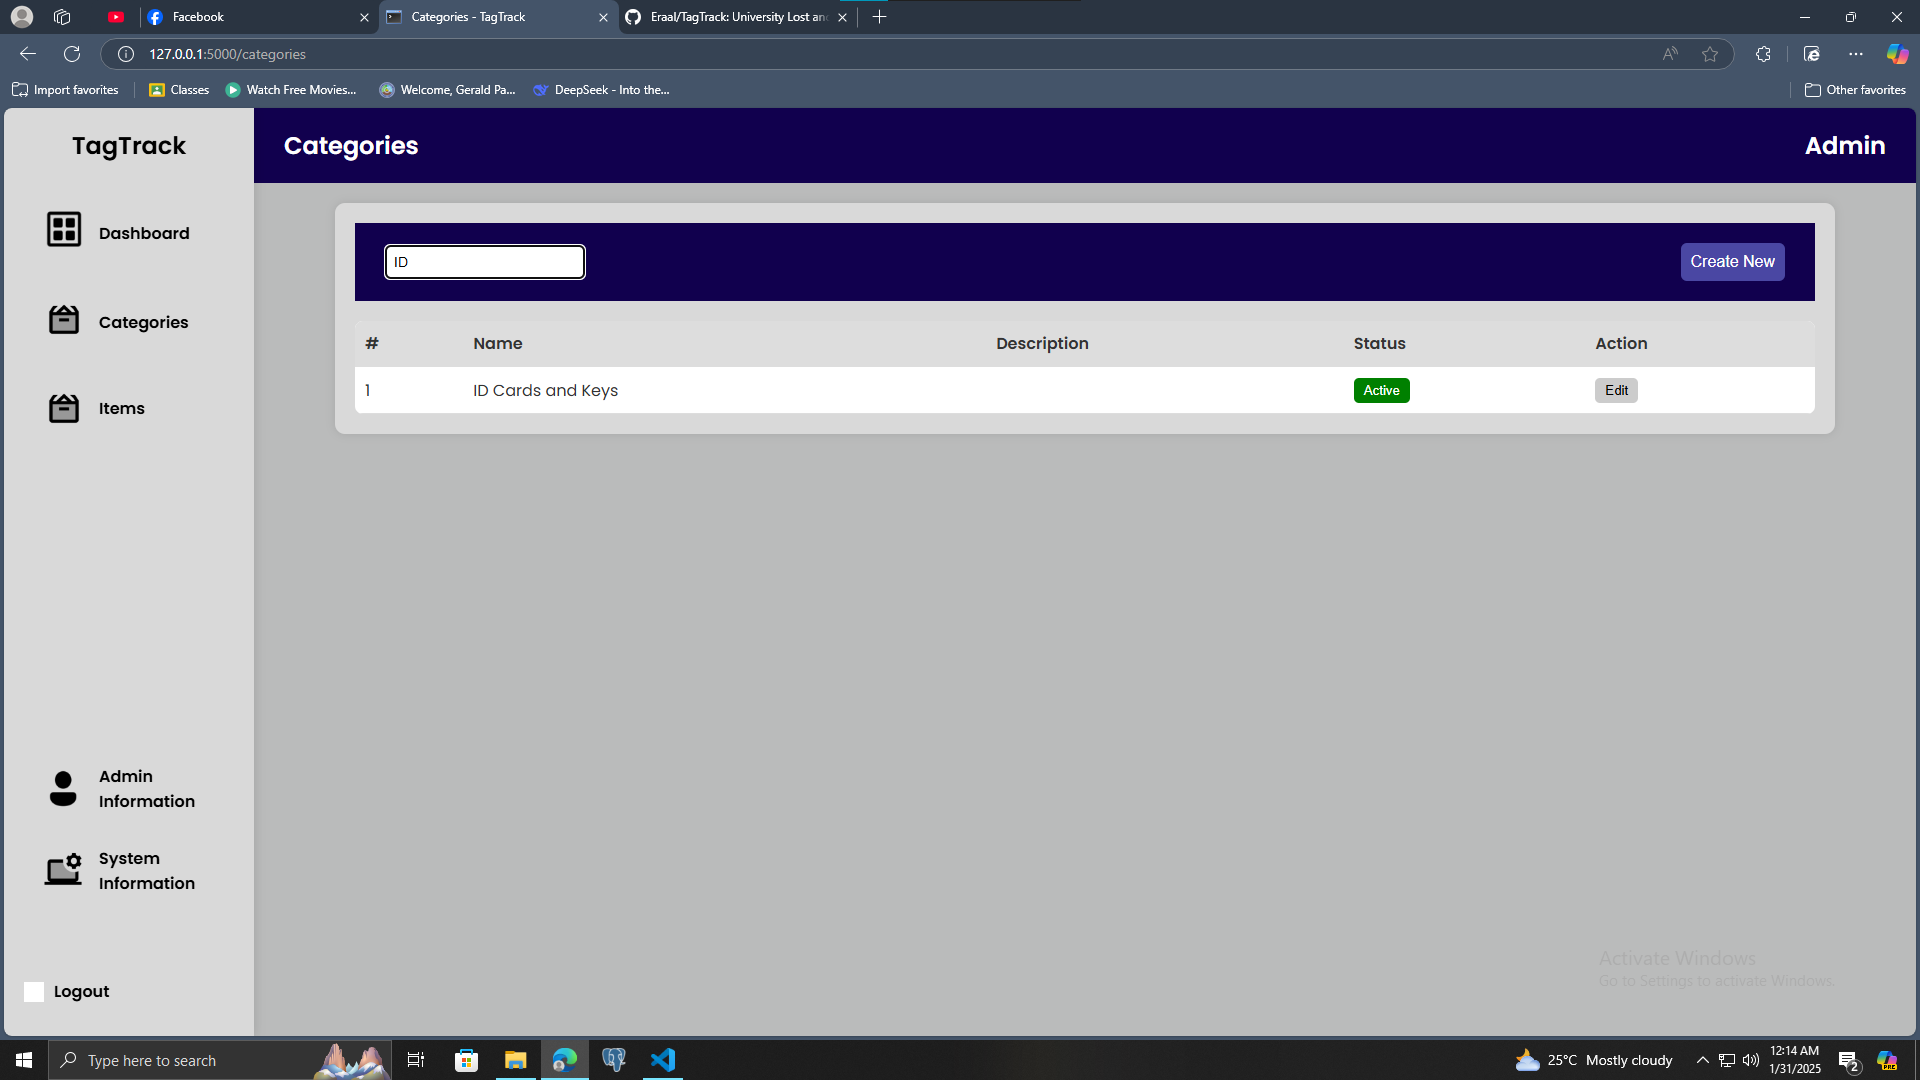 Facebook
Categories - TagTrack
Eraal/TagTrack: University Lost an
127.0.0.1:5000/categories
Import favorites
Classes
Watch Free Movies...
Welcome, Gerald Pa...
DeepSeek - Into the...
Other favorites
TagTrack
Categories
Admin
Dashboard
ID
Create New
Categories
# Name Description Status Action
1 ID Cards and Keys Active Edit
Items
Admin
Information
System
Information
Activate Windows
Go to Settings to activate Windows.
Logout
Type here to search
25°C Mostly cloudy
12:14 AM
1/31/2025
2
PRE